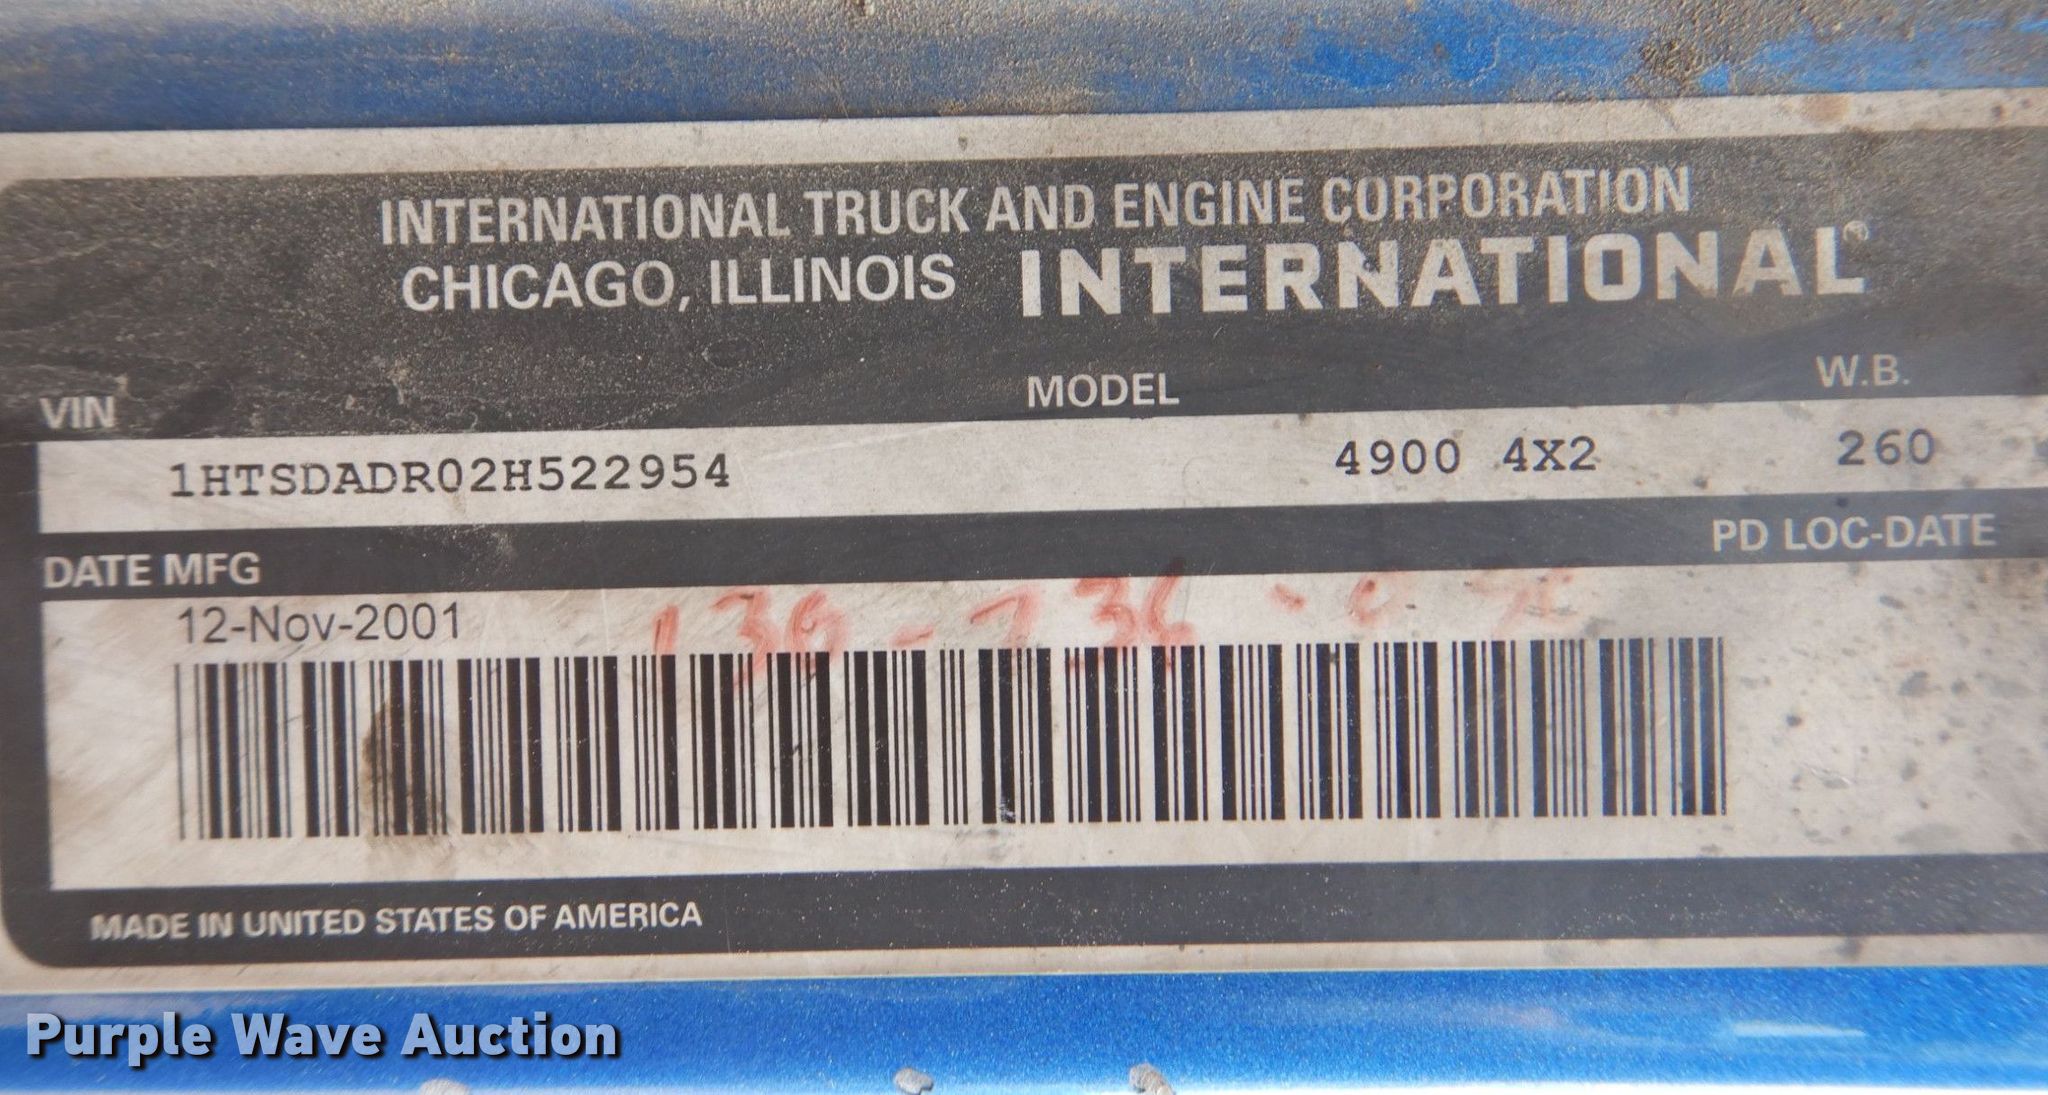 INTERNATIONAL TRUCK AND ENGINE CORPORATION
CHICAGO, ILLINOIS INTERNATIONAL®
VIN MODEL W.B.
1HTSDADR02H522954 4900 4X2 260
DATE MFG PD LOC-DATE
12-Nov-2001
MADE IN UNITED STATES OF AMERICA
Purple Wave Auction